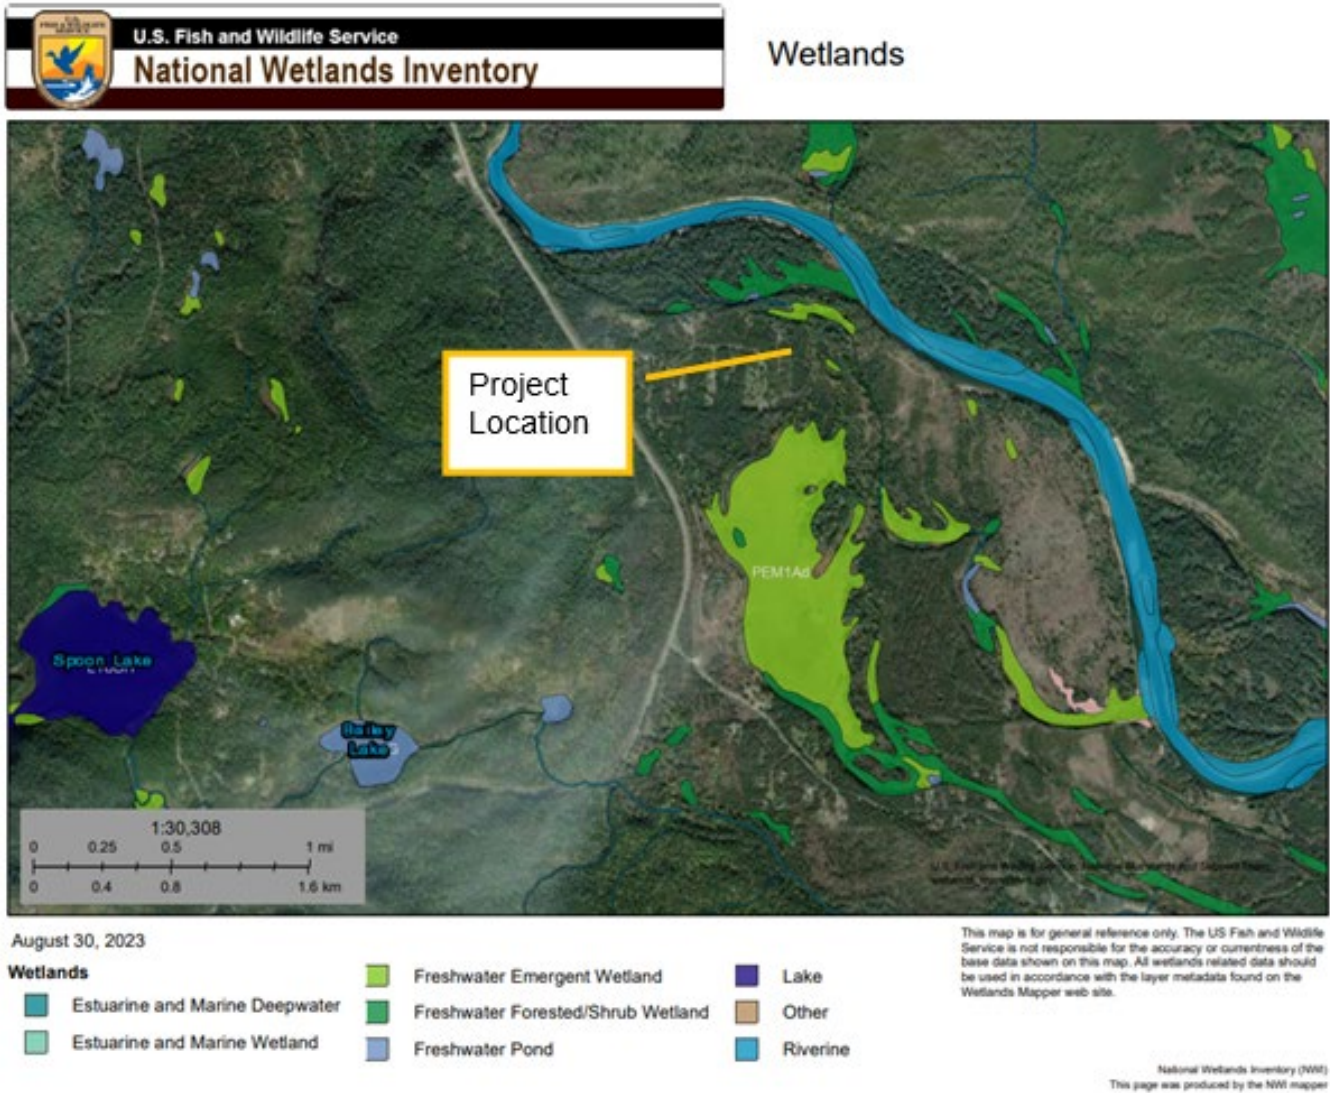 U.S.
FISH & WILDLIFE
SERVICE
U.S. Fish and Wildlife Service
National Wetlands Inventory
Wetlands
Project
Location
PEM1Ad
Spoon Lake
Bailey
Lake
1:30,308
0 0.25 0.5 1 mi
0 0.4 0.8 1.6 km
August 30, 2023
Wetlands
Estuarine and Marine Deepwater
Estuarine and Marine Wetland
Freshwater Emergent Wetland
Freshwater Forested/Shrub Wetland
Freshwater Pond
Lake
Other
Riverine
This map is for general reference only. The US Fish and Wildlife
Service is not responsible for the accuracy or currentness of the
base data shown on this map. All wetlands related data should
be used in accordance with the layer metadata found on the
Wetlands Mapper web site.
National Wetlands Inventory (NWI)
This page was produced by the NWI mapper